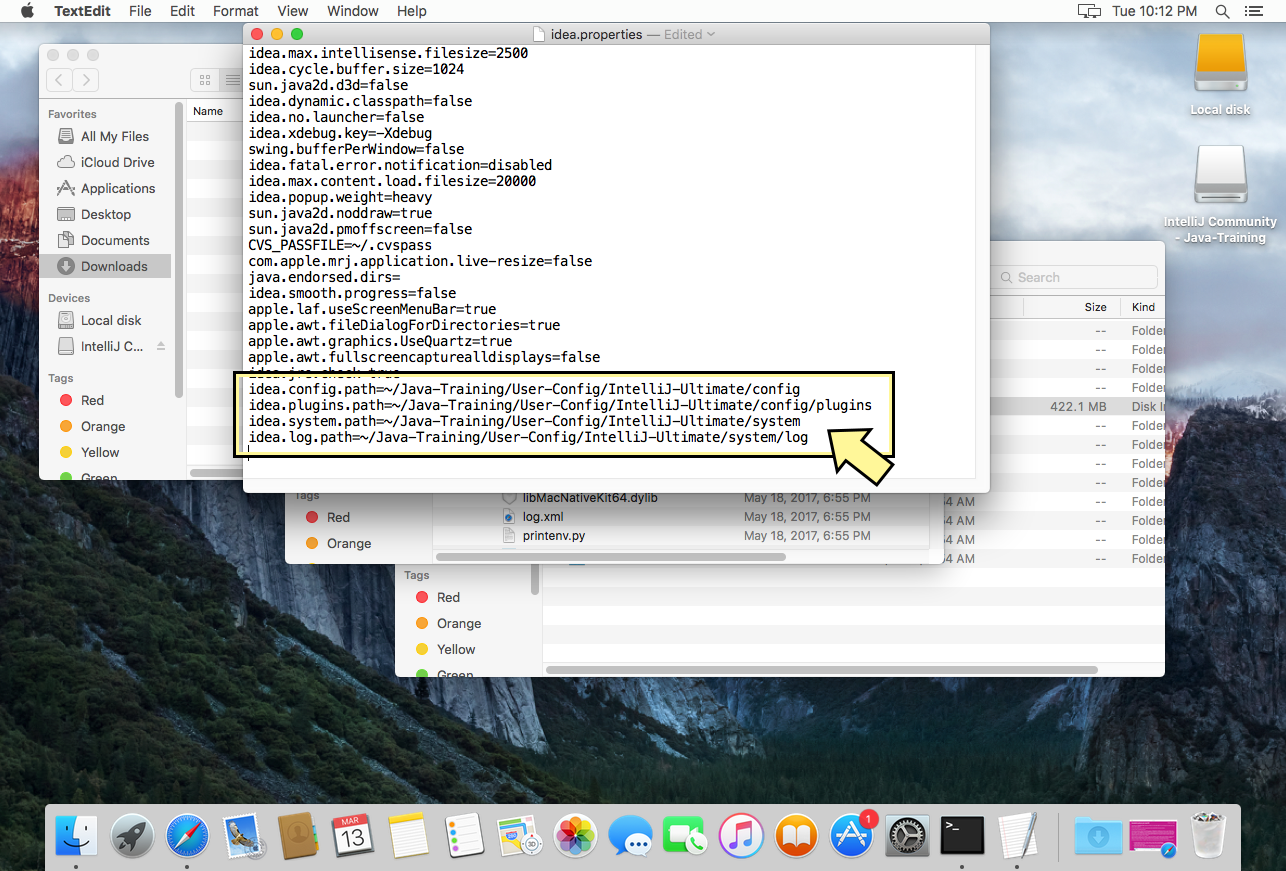 TextEdit File Edit Format View Window Help Tue 10:12 PM
idea.properties — Edited
idea.max.intellisense.filesize=2500
idea.cycle.buffer.size=1024
sun.java2d.d3d=false
idea.dynamic.classpath=false
idea.no.launcher=false
idea.xdebug.key=-Xdebug
swing.bufferPerWindow=false
idea.fatal.error.notification=disabled
idea.max.content.load.filesize=20000
idea.popup.weight=heavy
sun.java2d.noddraw=true
sun.java2d.pmoffscreen=false
CVS_PASSFILE=~/.cvspass
com.apple.mrj.application.live-resize=false
java.endorsed.dirs=
idea.smooth.progress=false
apple.laf.useScreenMenuBar=true
apple.awt.fileDialogForDirectories=true
apple.awt.graphics.UseQuartz=true
apple.awt.fullscreencapturealldisplays=false
idea.jre.check=true
idea.config.path=~/Java-Training/User-Config/IntelliJ-Ultimate/config
idea.plugins.path=~/Java-Training/User-Config/IntelliJ-Ultimate/config/plugins
idea.system.path=~/Java-Training/User-Config/IntelliJ-Ultimate/system
idea.log.path=~/Java-Training/User-Config/IntelliJ-Ultimate/system/log
Name
Favorites
All My Files
iCloud Drive
Applications
Desktop
Documents
Downloads
Devices
Local disk
IntelliJ C...
Tags
Red
Orange
Yellow
Green
Local disk
IntelliJ Community
- Java-Training
Search
Size Kind
-- Folder
-- Folder
-- Folder
-- Folder
422.1 MB Disk I
-- Folder
-- Folder
-- Folder
-- Folder
-- Folder
4 AM -- Folder
4 AM -- Folder
4 AM -- Folder
4 AM -- Folder
Tags
Red
Orange
libMacNativeKit64.dylib May 18, 2017, 6:55 PM
log.xml May 18, 2017, 6:55 PM
printenv.py May 18, 2017, 6:55 PM
Tags
Red
Orange
Yellow
Green
MAR
13
3D
1
>_